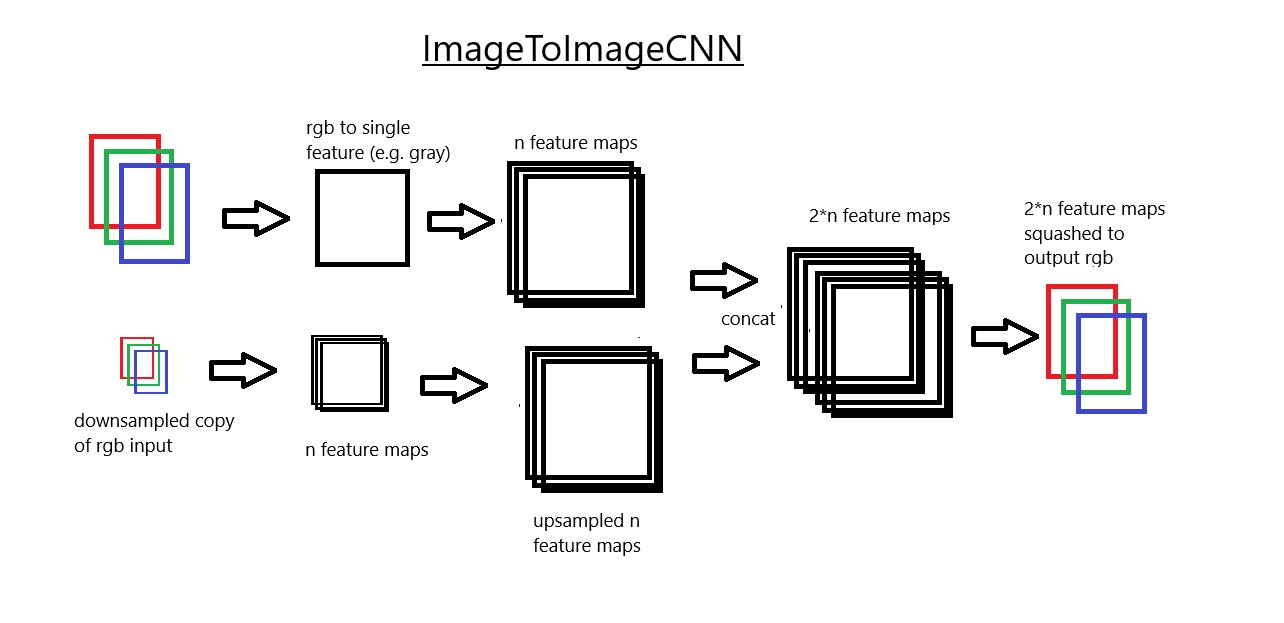 ImageToImageCNN
rgb to single
feature (e.g. gray)
n feature maps
2*n feature maps
2*n feature maps
squashed to
output rgb
concat
downsampled copy
of rgb input
n feature maps
upsampled n
feature maps